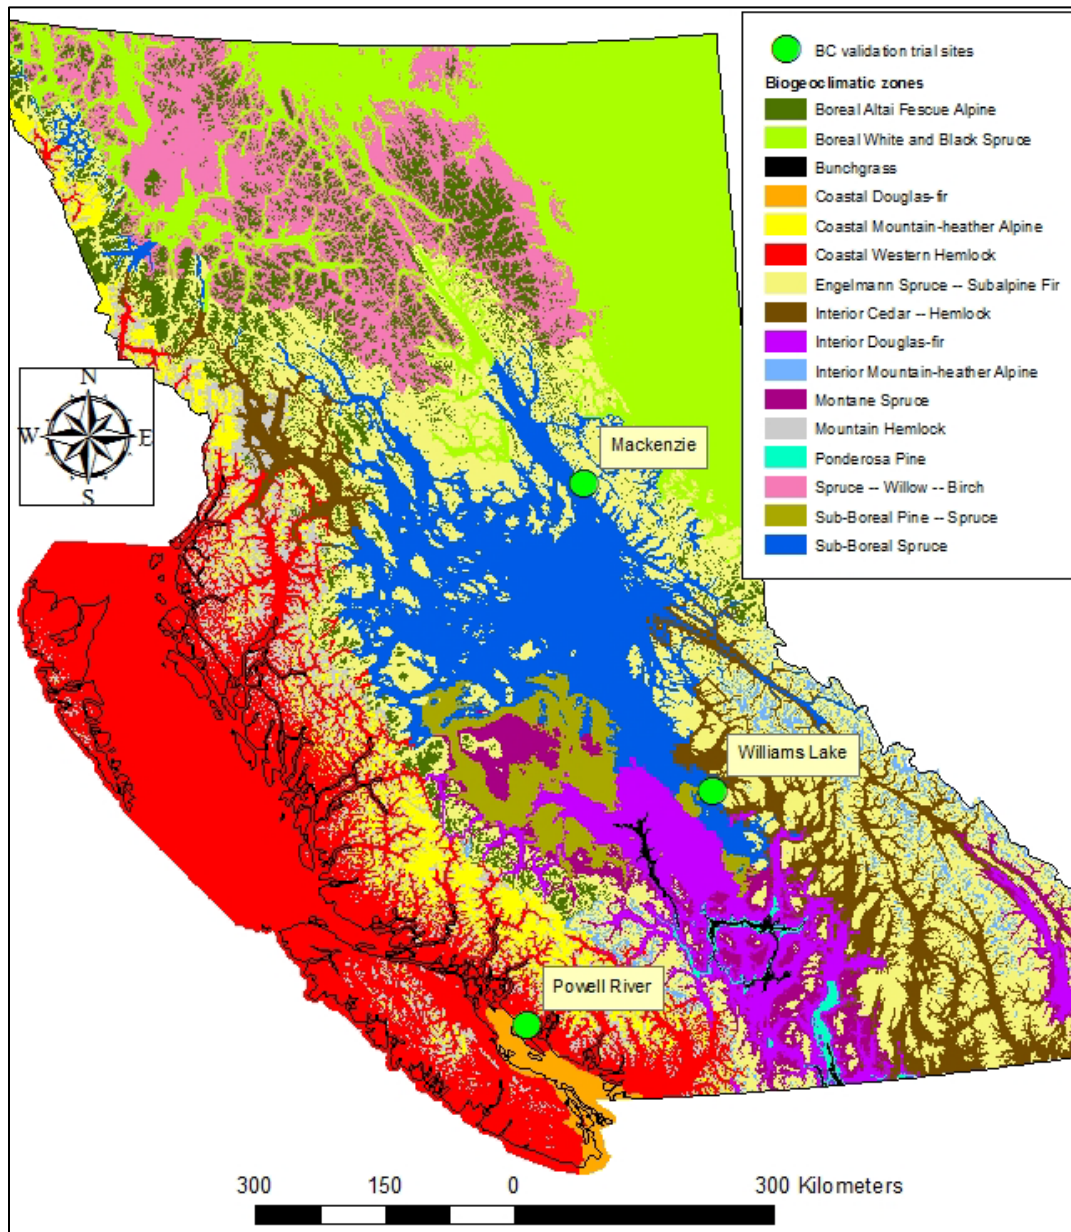 BC validation trial sites
Biogeoclimatic zones
Boreal Altai Fescue Alpine
Boreal White and Black Spruce
Bunchgrass
Coastal Douglas-fir
Coastal Mountain-heather Alpine
Coastal Western Hemlock
Engelmann Spruce -- Subalpine Fir
Interior Cedar -- Hemlock
Interior Douglas-fir
Interior Mountain-heather Alpine
Montane Spruce
Mountain Hemlock
Ponderosa Pine
Spruce -- Willow -- Birch
Sub-Boreal Pine -- Spruce
Sub-Boreal Spruce
N
W E
S
Mackenzie
Williams Lake
Powell River
300 150 0 300 Kilometers